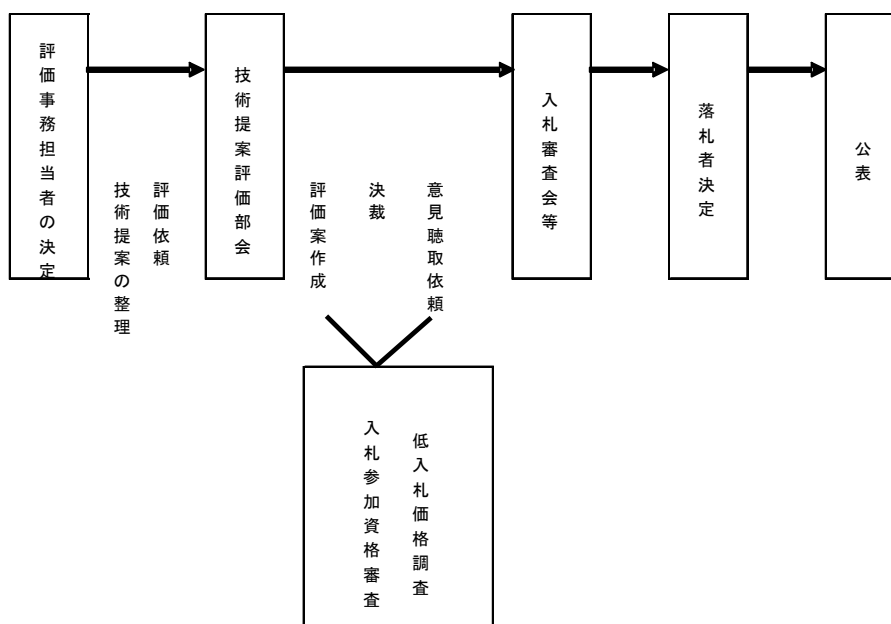 評価事務担当者の決定
技術提案の整理
評価依頼
技術提案評価部会
評価案作成
決裁
意見聴取依頼
入札審査会等
落札者決定
公表
入札参加資格審査
低入札価格調査